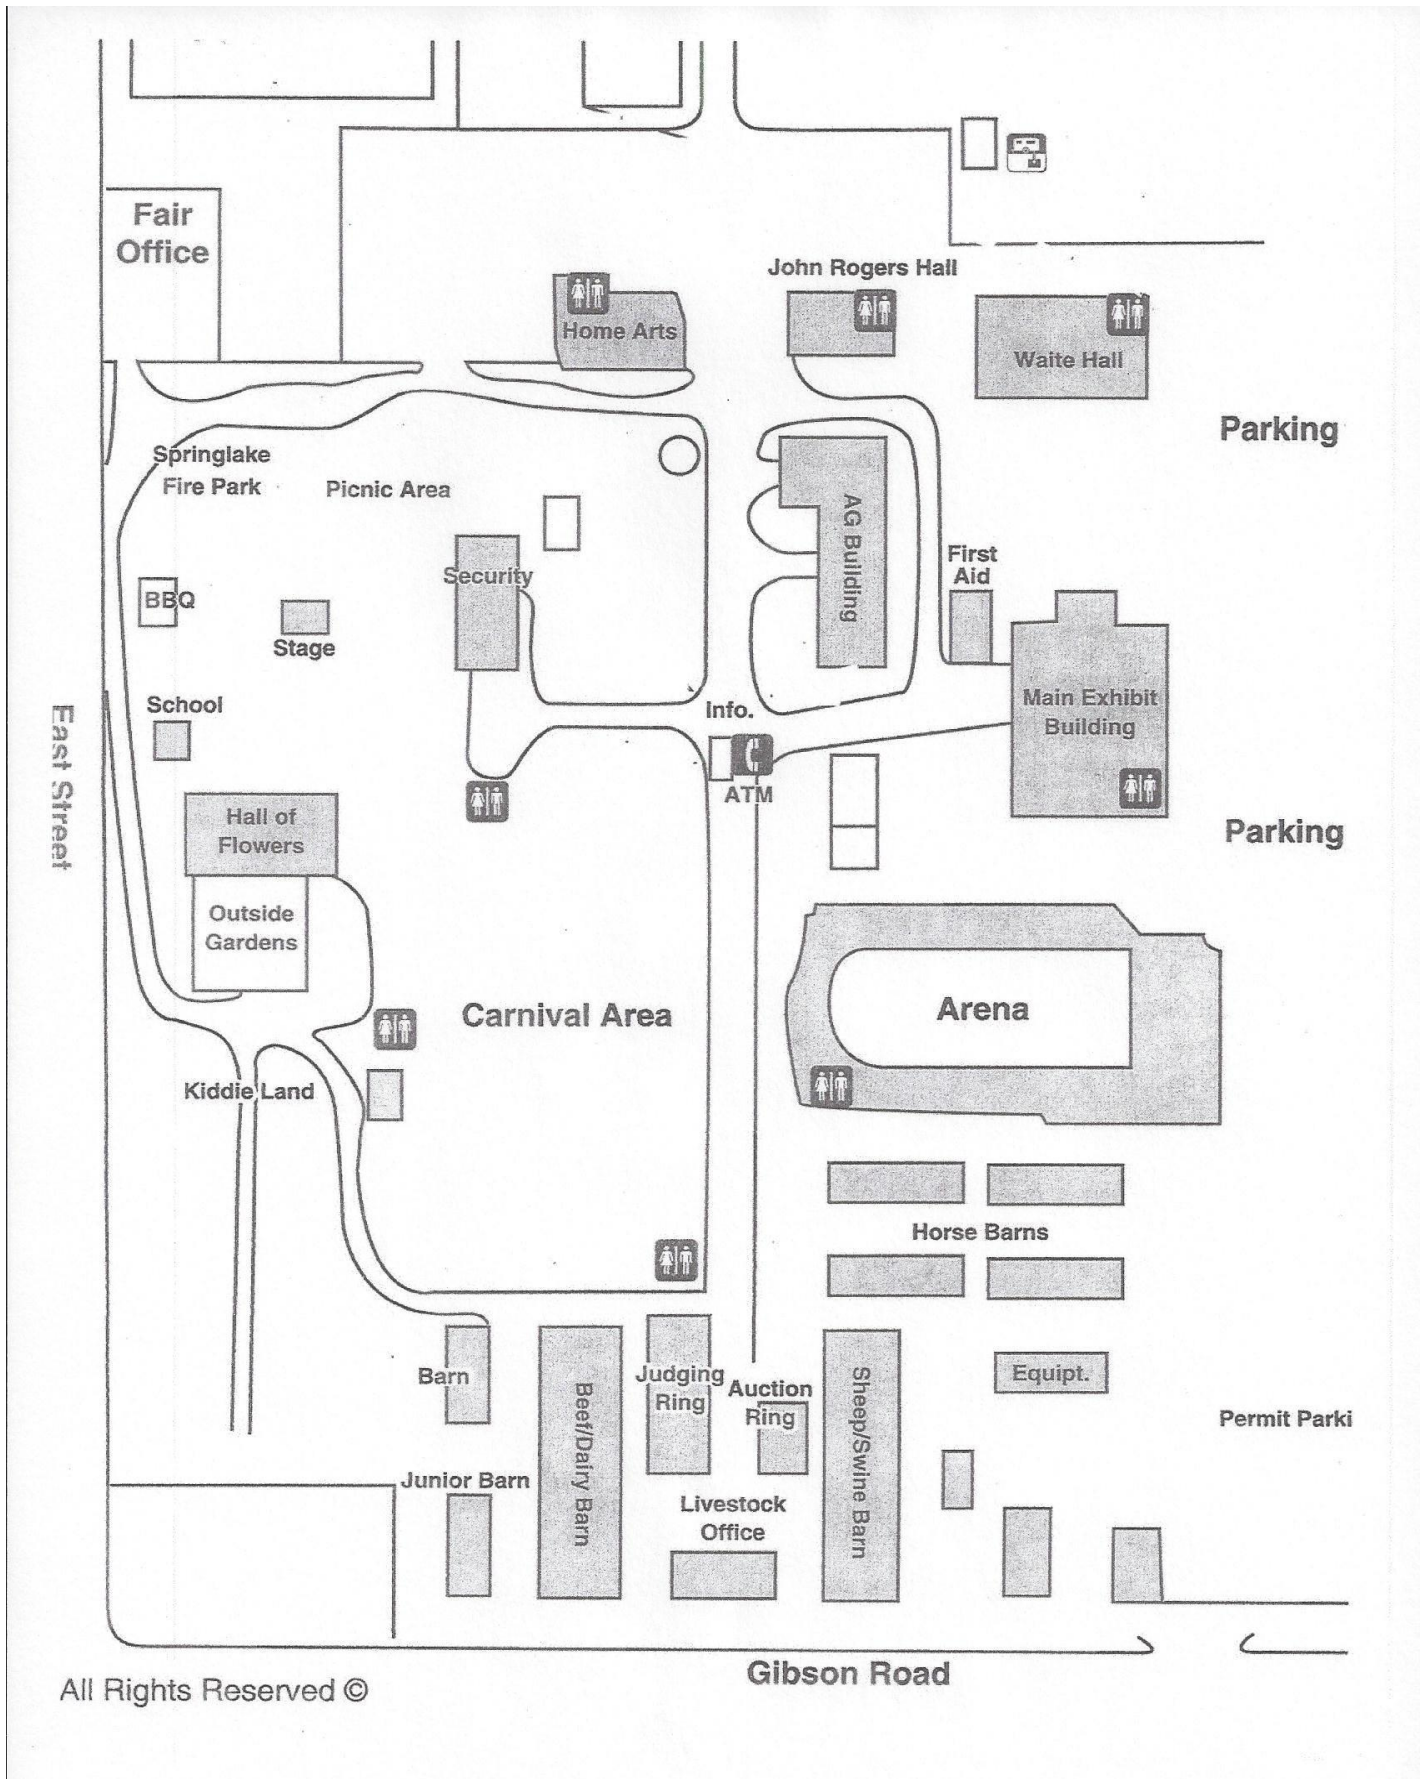 Fair
Office
John Rogers Hall
Home Arts
Waite Hall
Parking
Springlake
Fire Park
Picnic Area
AG Building
First
Aid
Security
BBQ
Stage
School
Info.
ATM
Main Exhibit
Building
East Street
Hall of
Flowers
Parking
Outside
Gardens
Carnival Area
Arena
Kiddie Land
Horse Barns
Barn
Beef/Dairy Barn
Judging
Ring
Auction
Ring
Sheep/Swine Barn
Equipt.
Permit Parki
Junior Barn
Livestock
Office
Gibson Road
All Rights Reserved ©